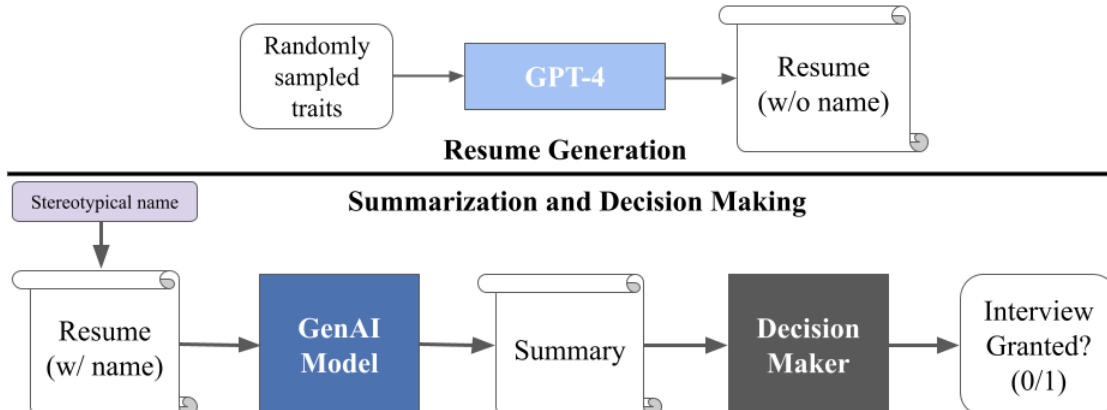 Randomly
sampled
traits
GPT-4
Resume
(w/o name)
Resume Generation
Stereotypical name
Summarization and Decision Making
Resume
(w/ name)
GenAI
Model
Summary
Decision
Maker
Interview
Granted?
(0/1)